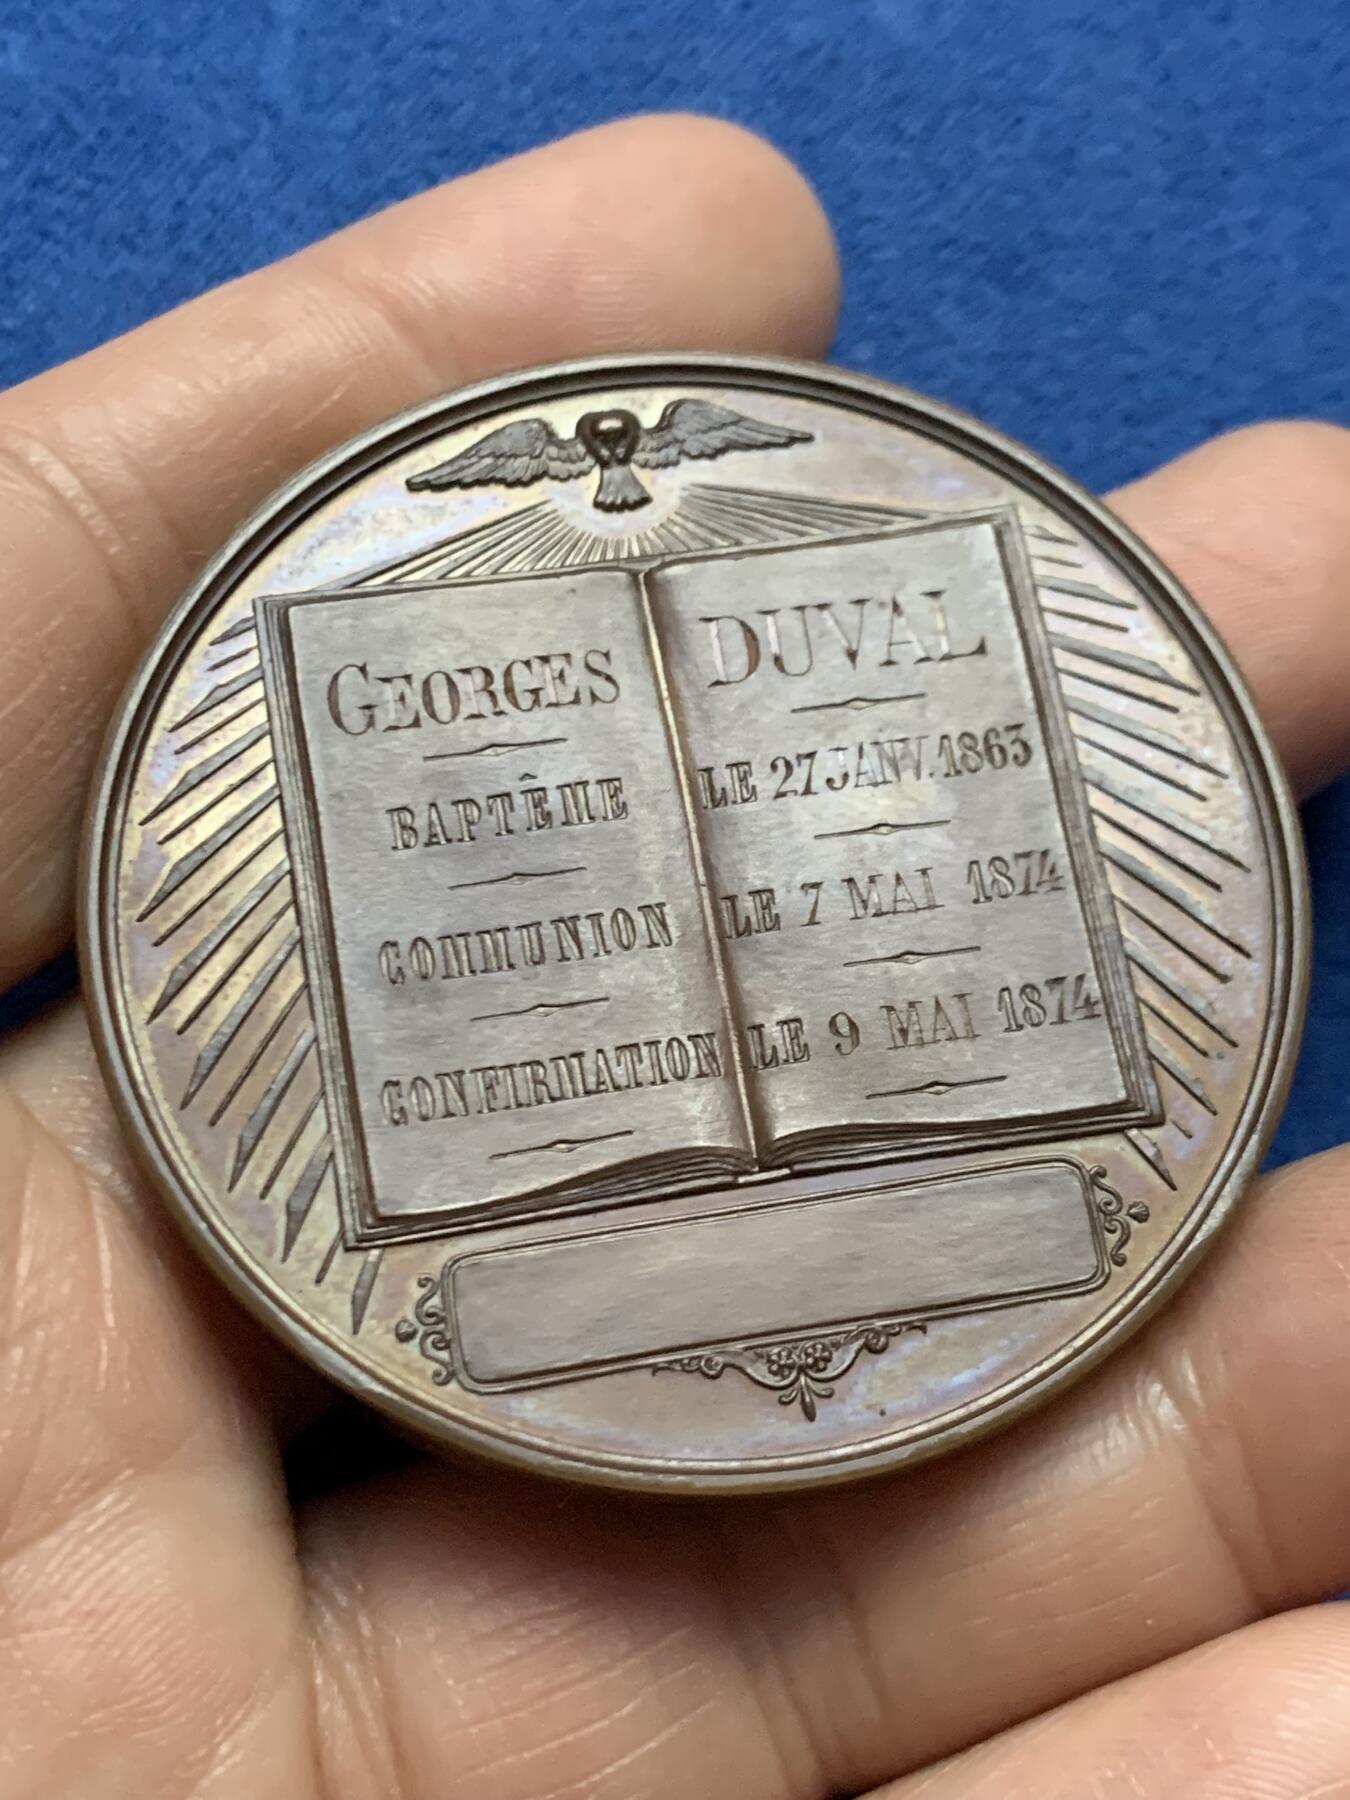 GEORGES DUVAL
BAPTÊME LE 27 JANV. 1863
COMMUNION LE 7 MAI 1874
CONFIRMATION LE 9 MAI 1874